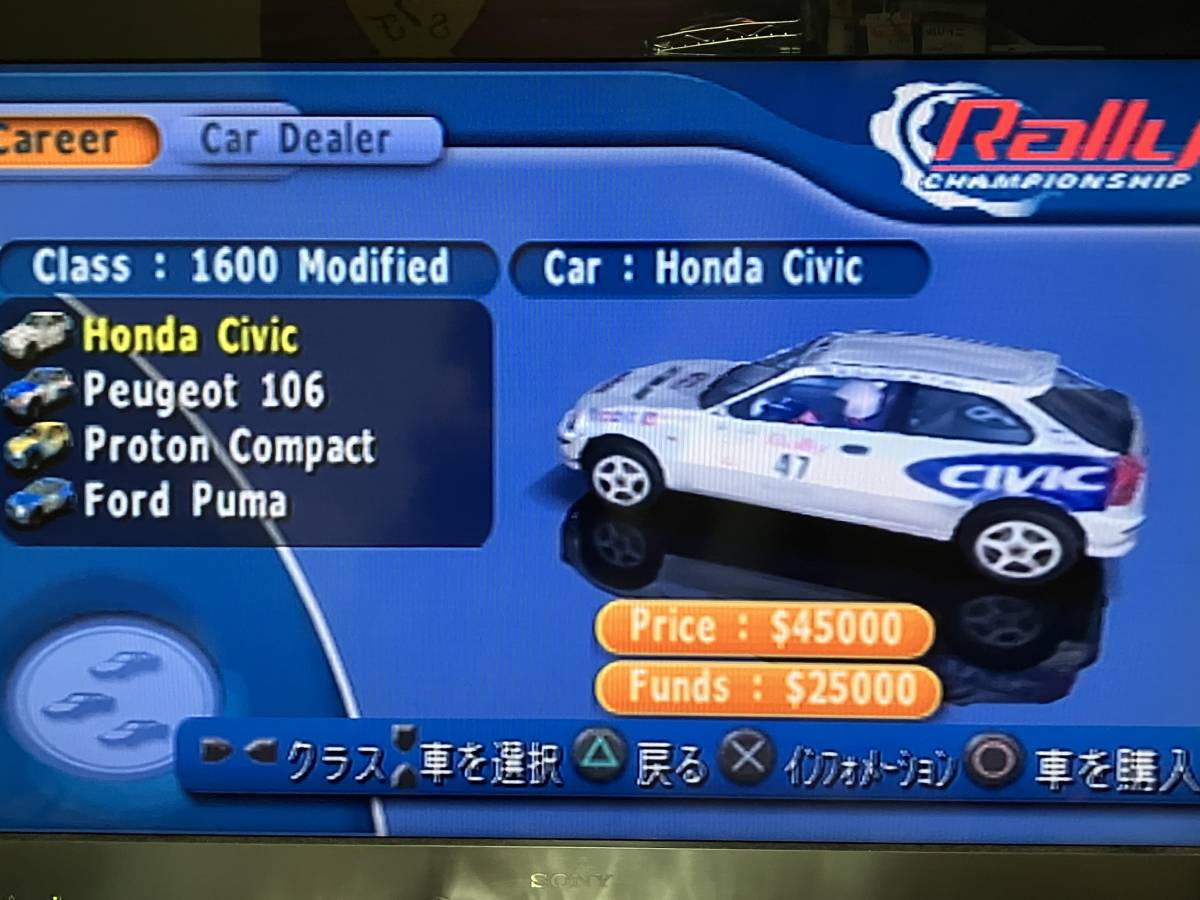 Career
Car Dealer
Rally
CHAMPIONSHIP
Class : 1600 Modified
Car : Honda Civic
Honda Civic
Peugeot 106
Proton Compact
Ford Puma
47
CIVIC
Price : $45000
Funds : $25000
クラス 車を選択 戻る インフォメーション 車を購入
SONY